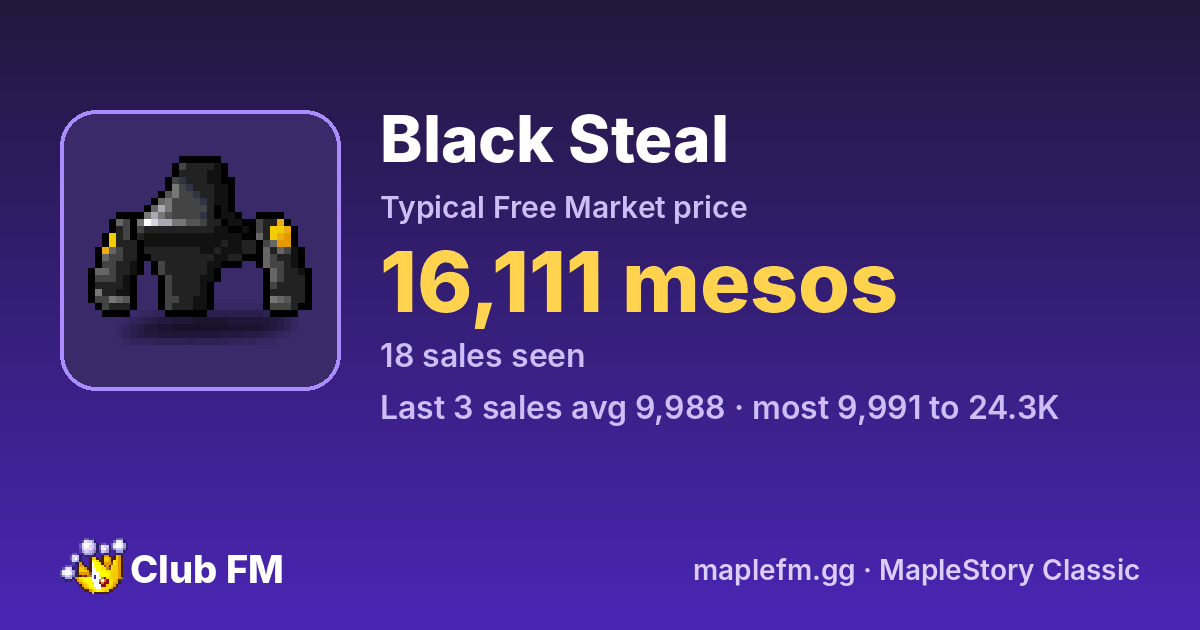 Black Steal
Typical Free Market price
16,111 mesos
18 sales seen
Last 3 sales avg 9,988 · most 9,991 to 24.3K
Club FM
maplefm.gg · MapleStory Classic